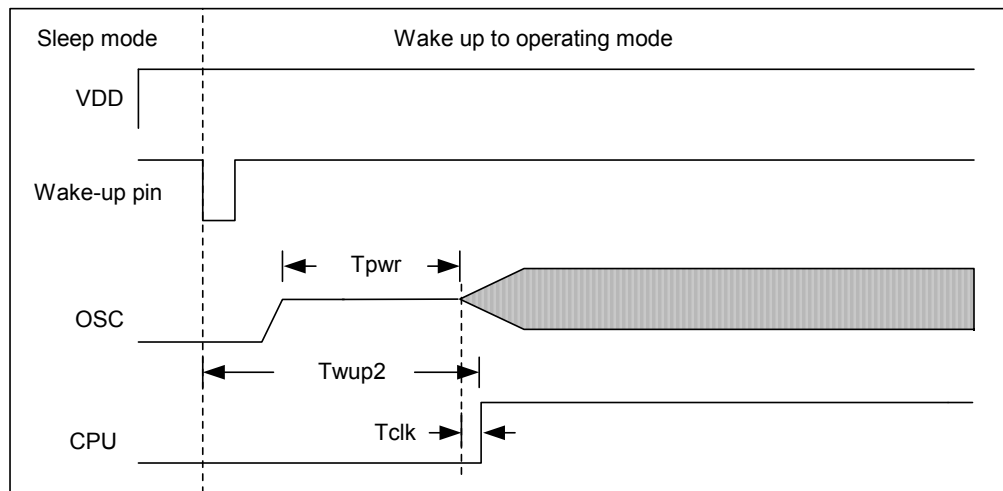 Sleep mode
Wake up to operating mode
VDD
Wake-up pin
Tpwr
OSC
Twup2
Tclk
CPU